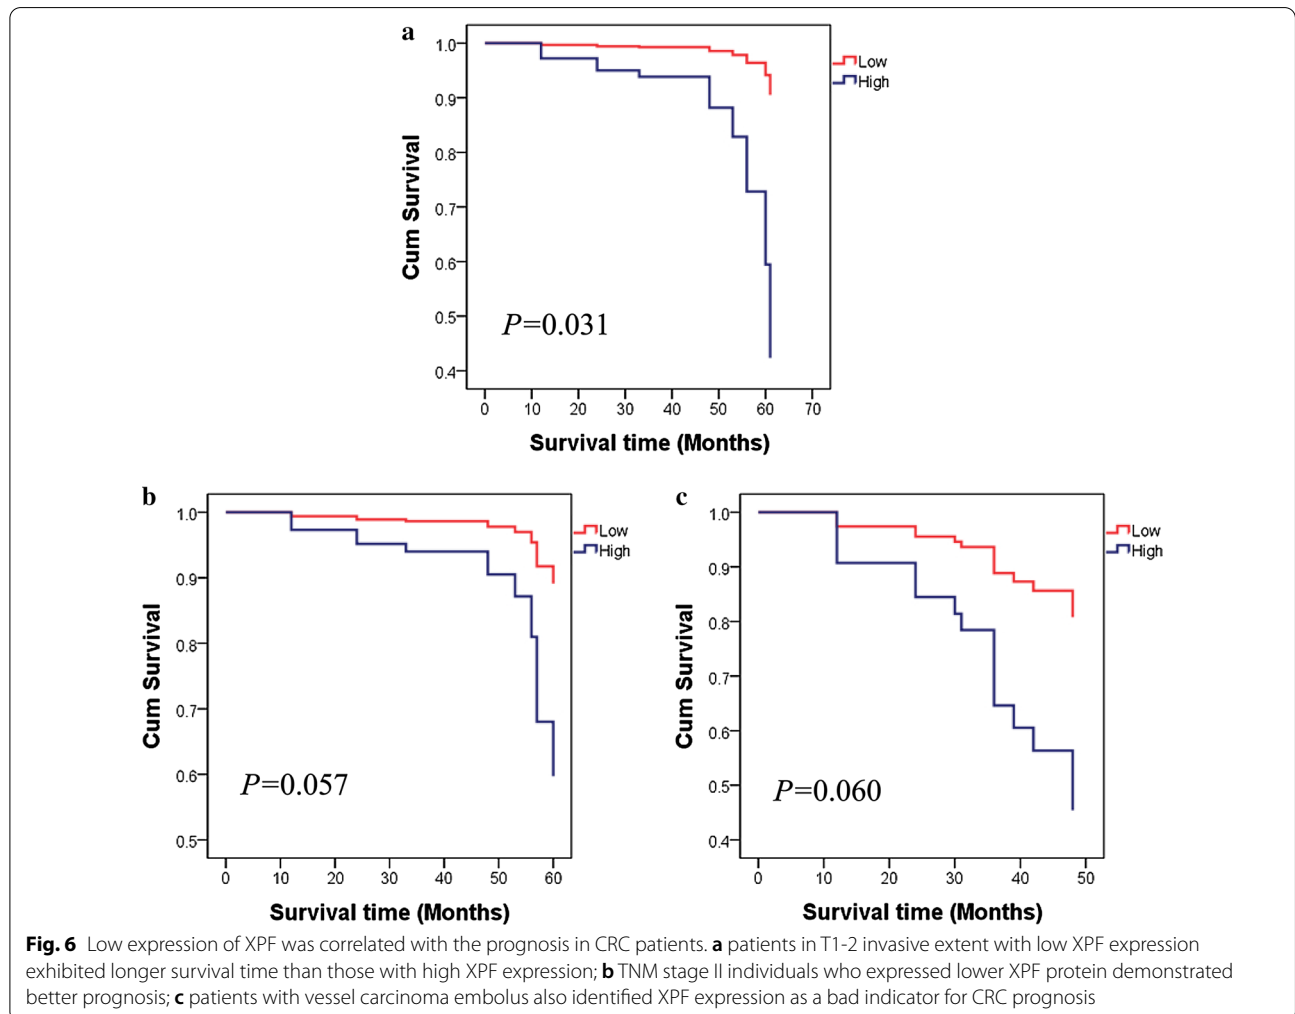 a
1.0
0.9
0.8
0.7
0.6
0.5
0.4
Cum Survival
Low
High
P=0.031
0 10 20 30 40 50 60 70
Survival time (Months)
b
1.0
0.9
0.8
0.7
0.6
0.5
Cum Survival
Low
High
P=0.057
0 10 20 30 40 50 60
Survival time (Months)
c
1.0
0.9
0.8
0.7
0.6
0.5
0.4
Cum Survival
Low
High
P=0.060
0 10 20 30 40 50
Survival time (Months)
Fig. 6 Low expression of XPF was correlated with the prognosis in CRC patients. a patients in T1-2 invasive extent with low XPF expression
exhibited longer survival time than those with high XPF expression; b TNM stage II individuals who expressed lower XPF protein demonstrated
better prognosis; c patients with vessel carcinoma embolus also identified XPF expression as a bad indicator for CRC prognosis